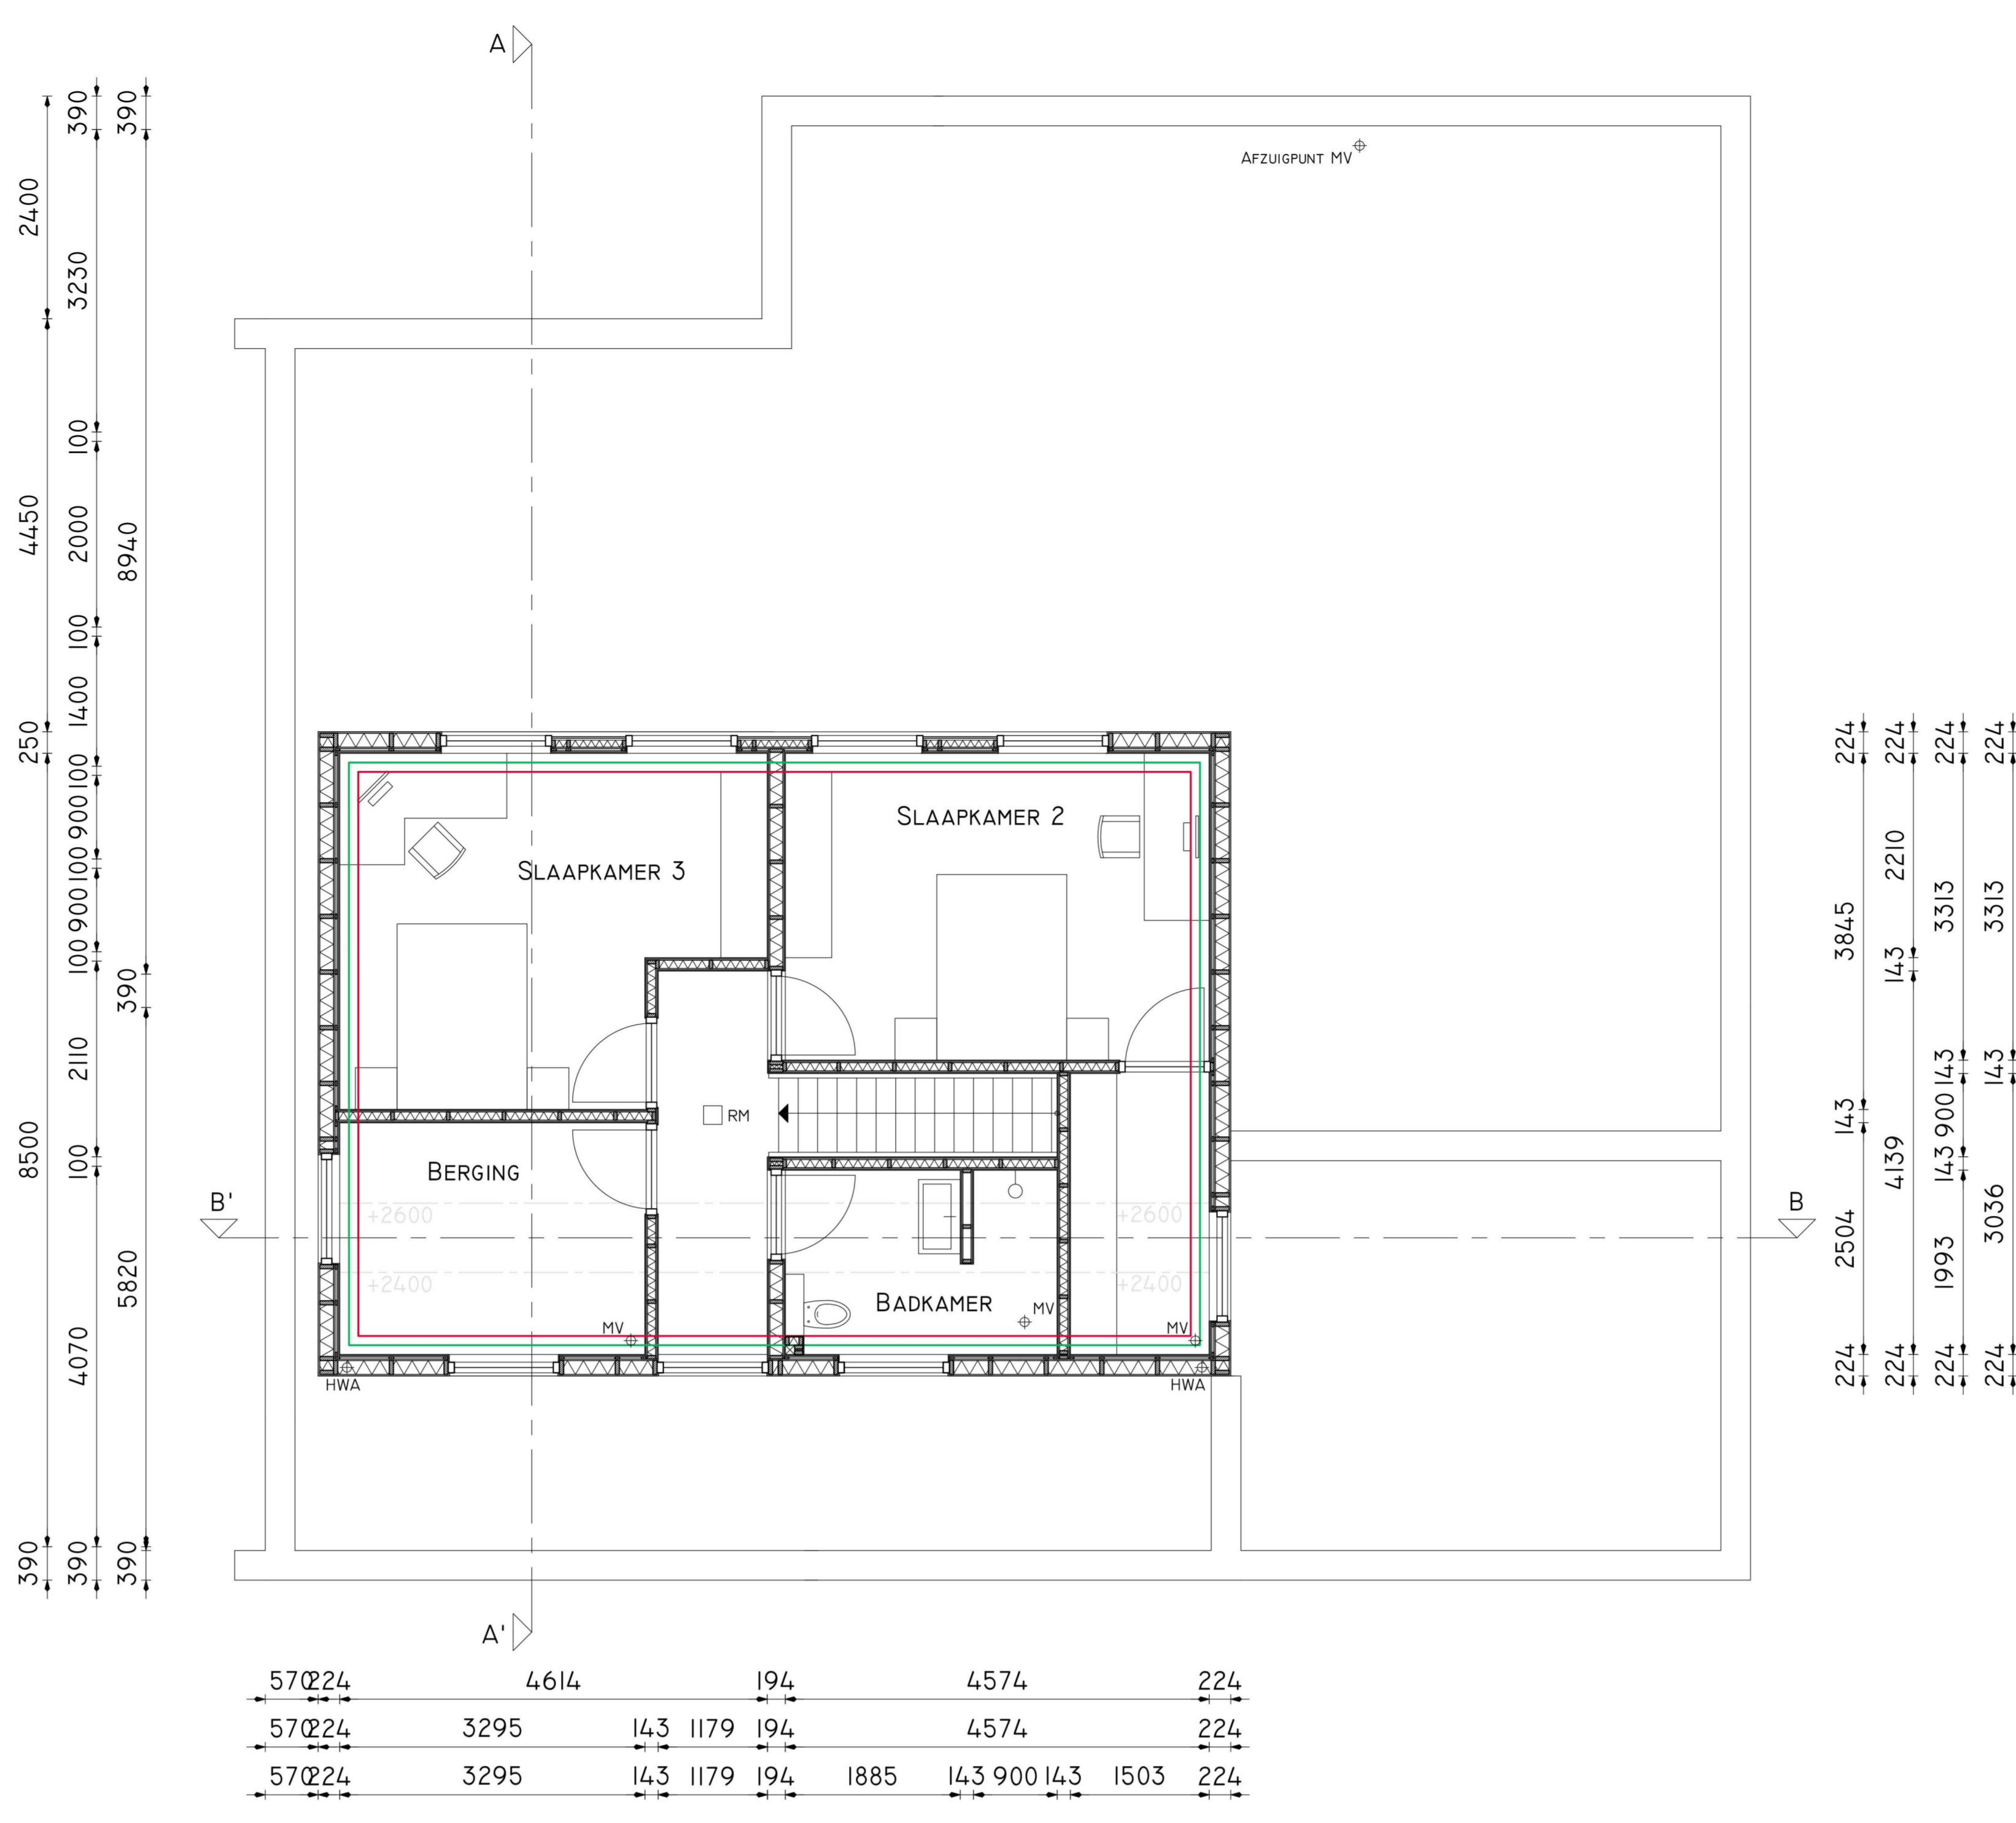 A
390
390
2400
3230
AFZUIGPUNT MV
100
4450
2000
8940
100
1400
250
100
900
100
900
100
390
2110
8500
100
5820
4070
390
390
390
SLAAPKAMER 3
SLAAPKAMER 2
RM
BERGING
+2600
+2400
MV
BADKAMER
MV
+2600
+2400
MV
HWA
HWA
B'
B
224
224
224
224
2210
3845
3313
3313
143
143
143
143
900
4139
143
2504
1993
3036
224
224
224
224
A'
570 224 4614 194 4574 224
570 224 3295 143 1179 194 4574 224
570 224 3295 143 1179 194 1885 143 900 143 1503 224